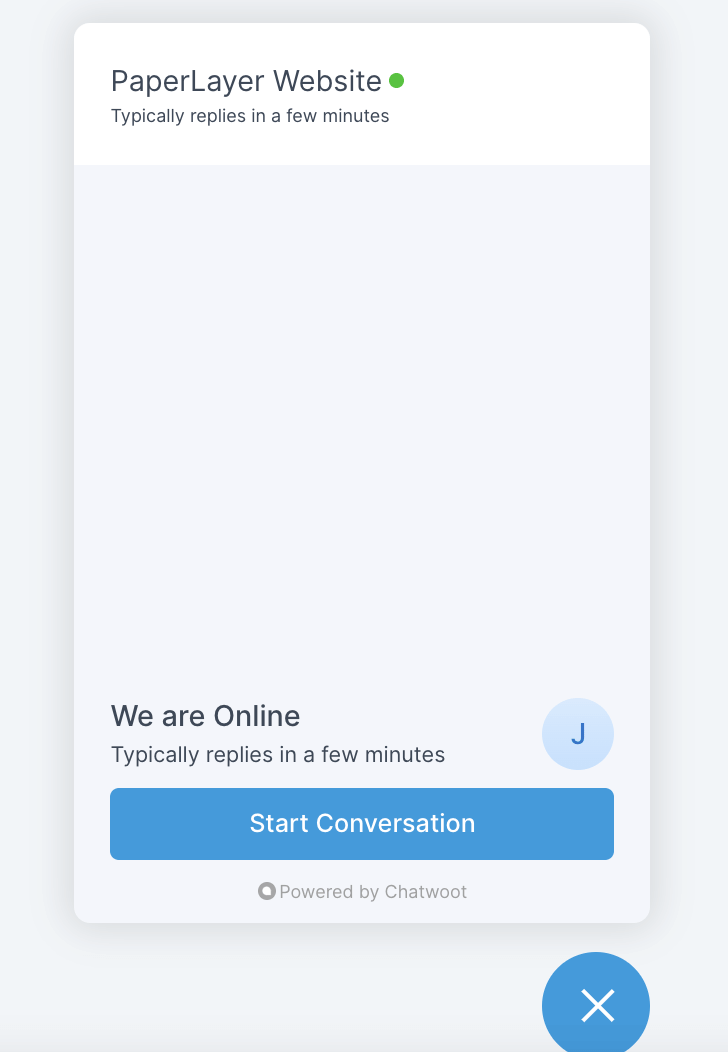 PaperLayer Website
Typically replies in a few minutes
We are Online
Typically replies in a few minutes
J
Start Conversation
Powered by Chatwoot